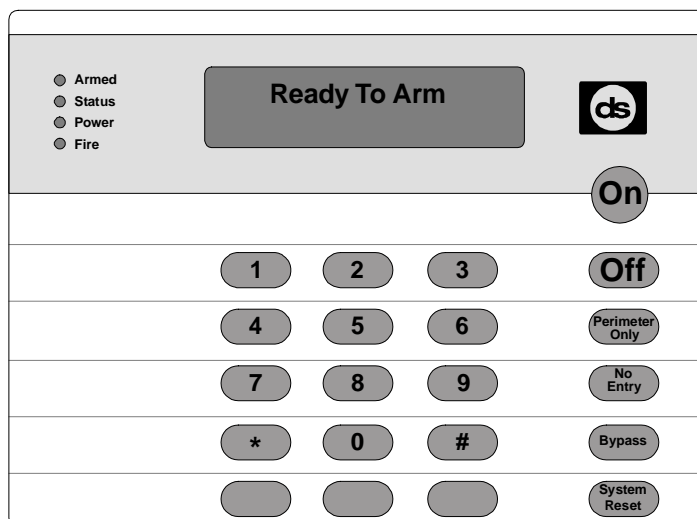 Armed
Status
Power
Fire
Ready To Arm
ds
On
1 2 3 Off
4 5 6 Perimeter
Only
7 8 9 No
Entry
* 0 # Bypass
System
Reset